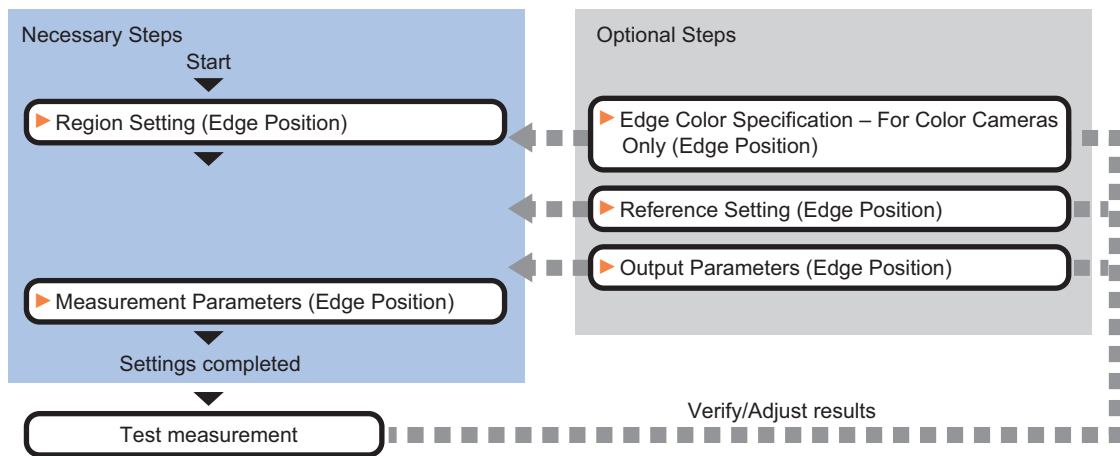 Necessary Steps
Start
Region Setting (Edge Position)
Measurement Parameters (Edge Position)
Settings completed
Test measurement
Optional Steps
Edge Color Specification – For Color Cameras
Only (Edge Position)
Reference Setting (Edge Position)
Output Parameters (Edge Position)
Verify/Adjust results